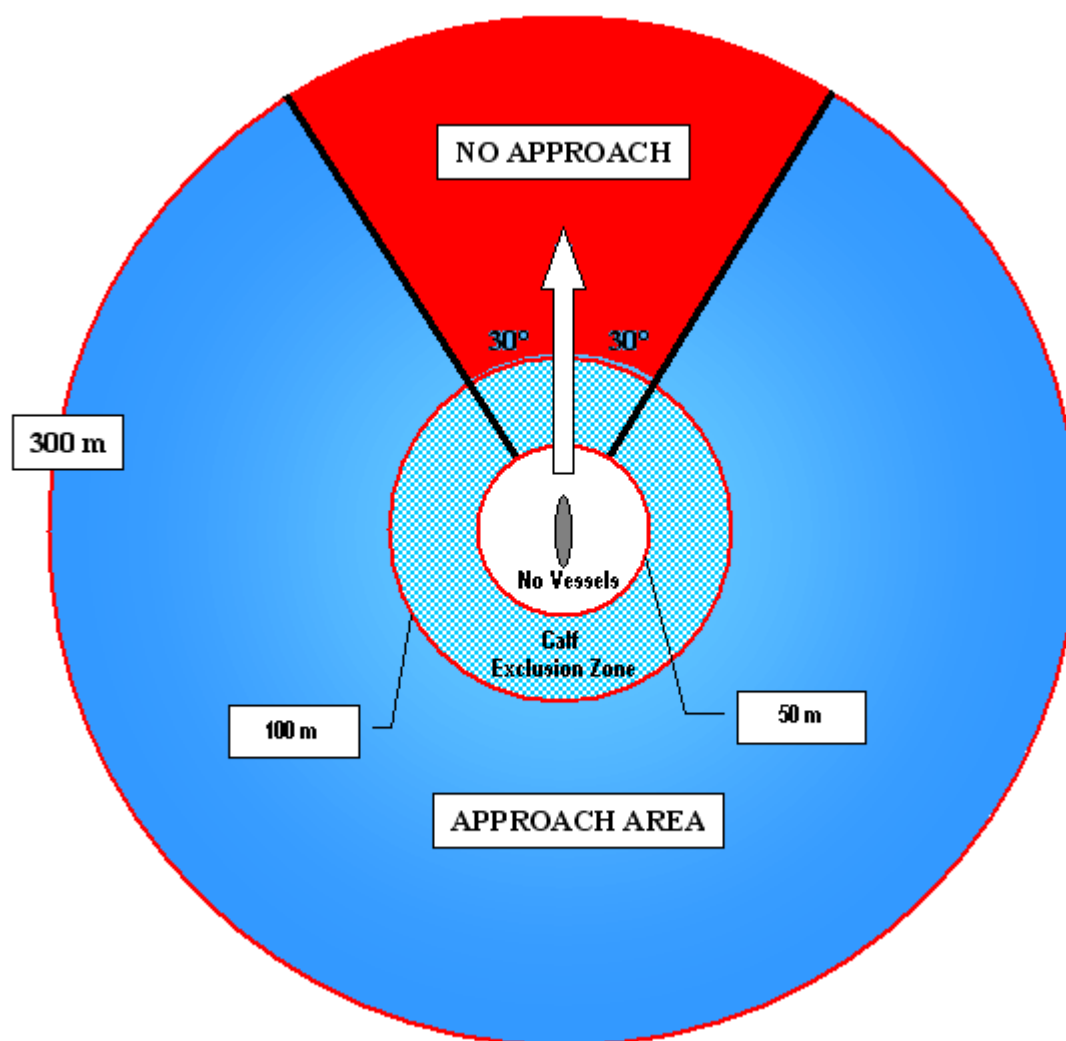 NO APPROACH
30° 30°
300 m
No Vessels
Calf
Exclusion Zone
100 m
50 m
APPROACH AREA